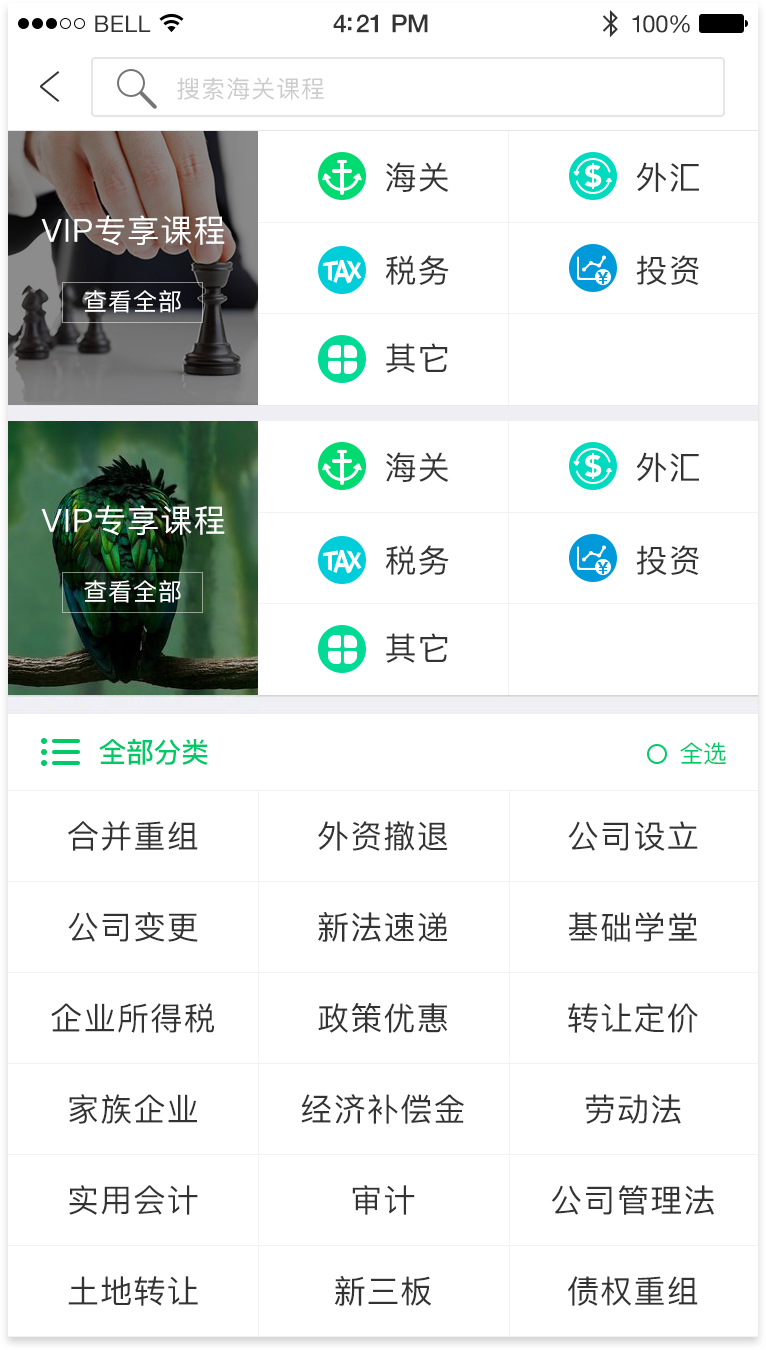 BELL 4:21 PM 100%
搜索海关课程
VIP专享课程
查看全部
海关
外汇
TAX 税务
投资
其它
VIP专享课程
查看全部
海关
外汇
TAX 税务
投资
其它
全部分类 全选
合并重组 外资撤退 公司设立
公司变更 新法速递 基础学堂
企业所得税 政策优惠 转让定价
家族企业 经济补偿金 劳动法
实用会计 审计 公司管理法
土地转让 新三板 债权重组